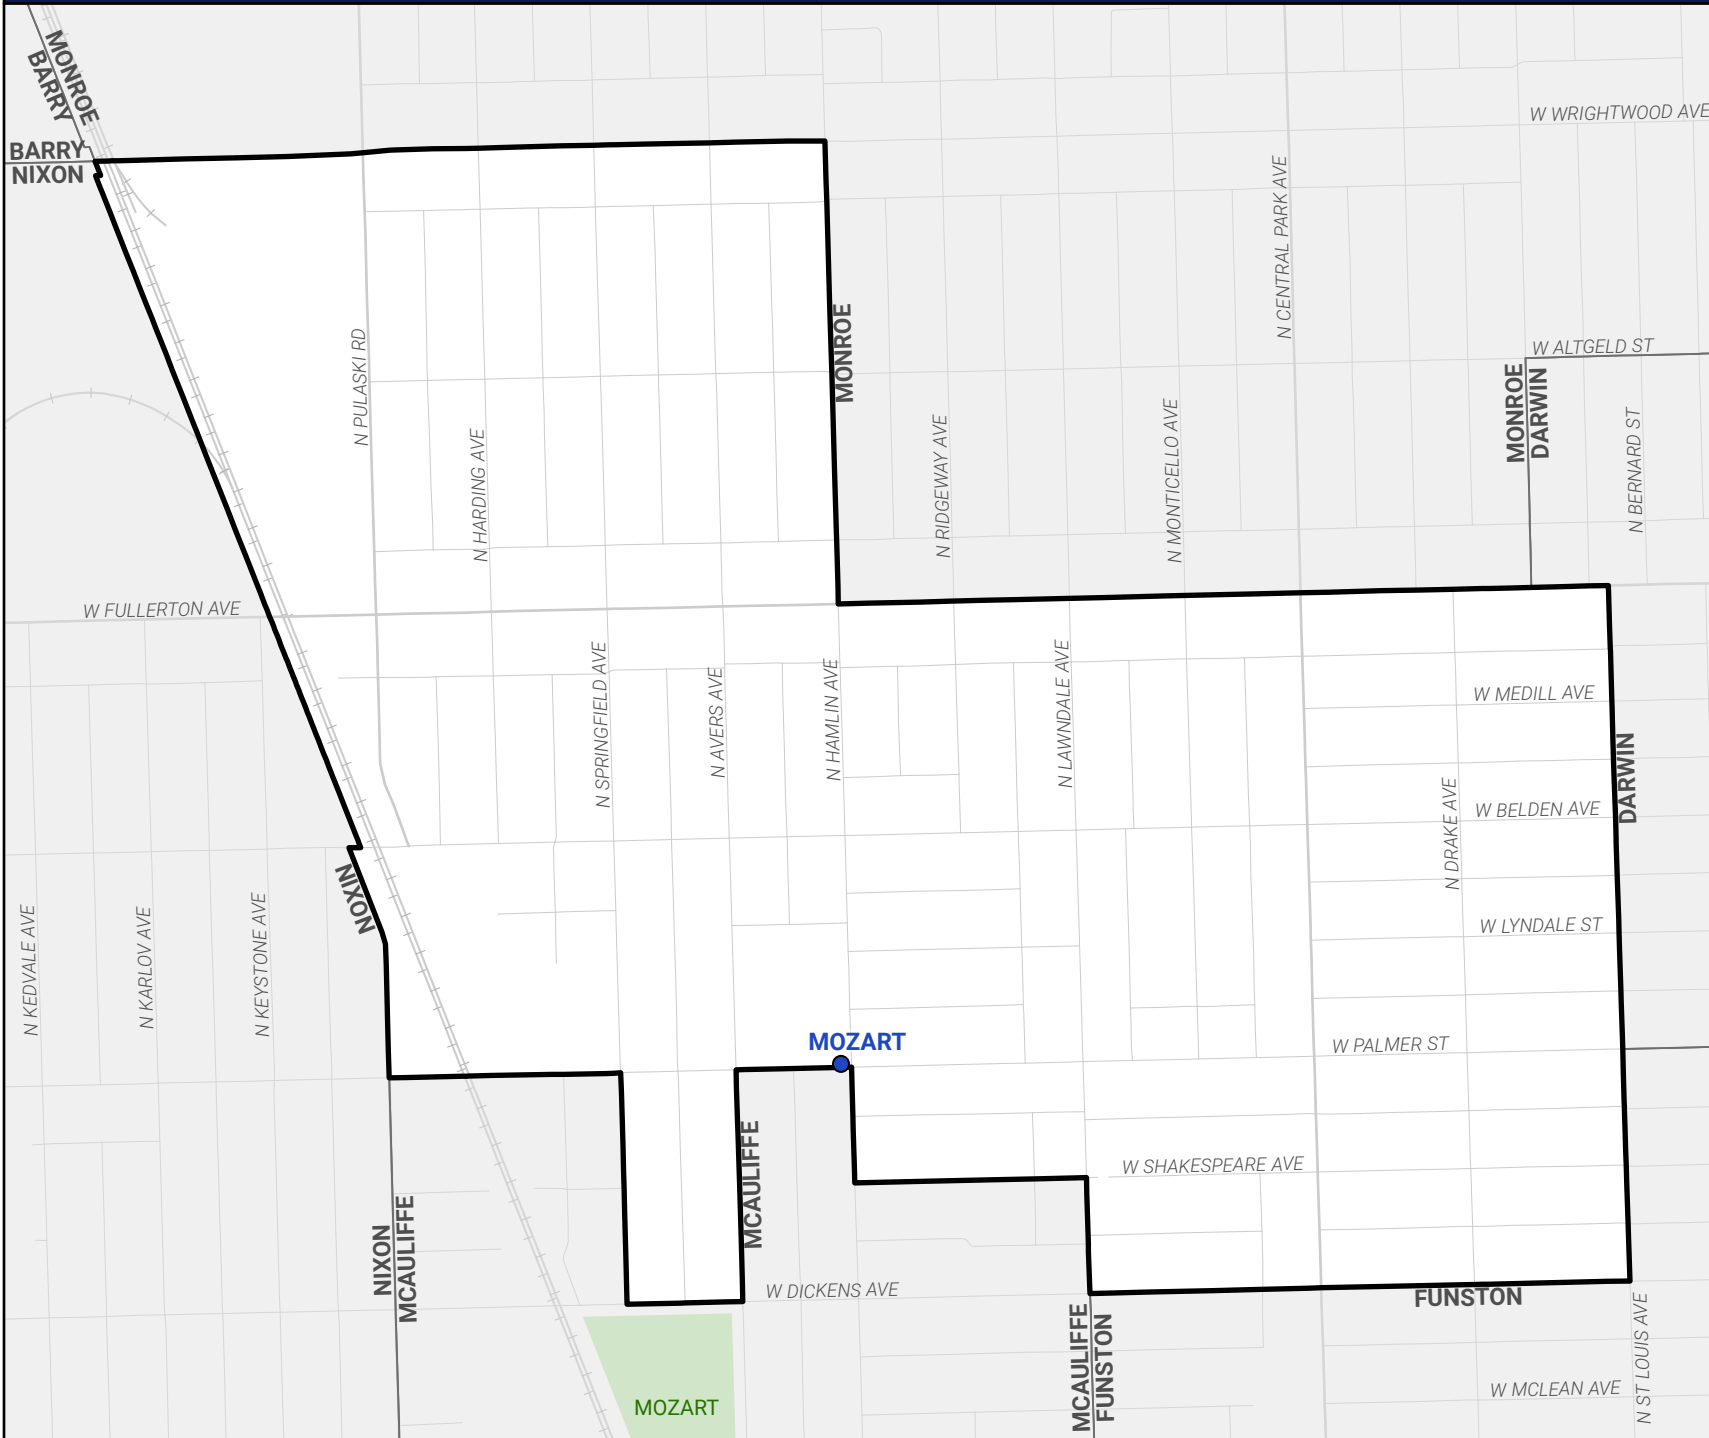 MONROE
BARRY
BARRY
NIXON
W WRIGHTWOOD AVE
N CENTRAL PARK AVE
MONROE
N PULASKI RD
W ALTGELD ST
MONROE
DARWIN
N HARDING AVE
N RIDGEWAY AVE
N MONTICELLO AVE
N BERNARD ST
W FULLERTON AVE
N SPRINGFIELD AVE
N AVERS AVE
N HAMLIN AVE
N LAWNDALE AVE
W MEDILL AVE
DARWIN
W BELDEN AVE
N DRAKE AVE
NIXON
W LYNDALE ST
N KEDVALE AVE
N KARLOV AVE
N KEYSTONE AVE
MOZART
W PALMER ST
MCAULIFFE
W SHAKESPEARE AVE
NIXON
MCAULIFFE
W DICKENS AVE
FUNSTON
MCAULIFFE
FUNSTON
N ST LOUIS AVE
W MCLEAN AVE
MOZART